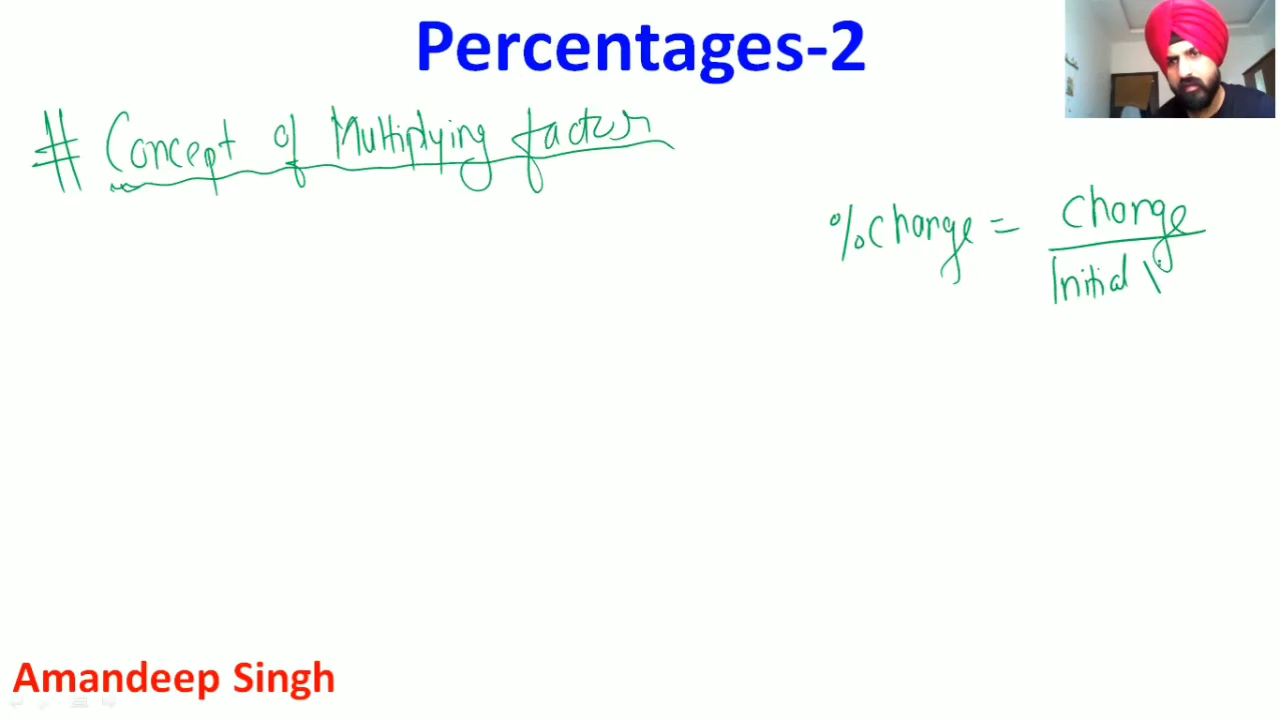 Percentages-2
# Concept of Multiplying factor
%change = change
Initial
Amandeep Singh